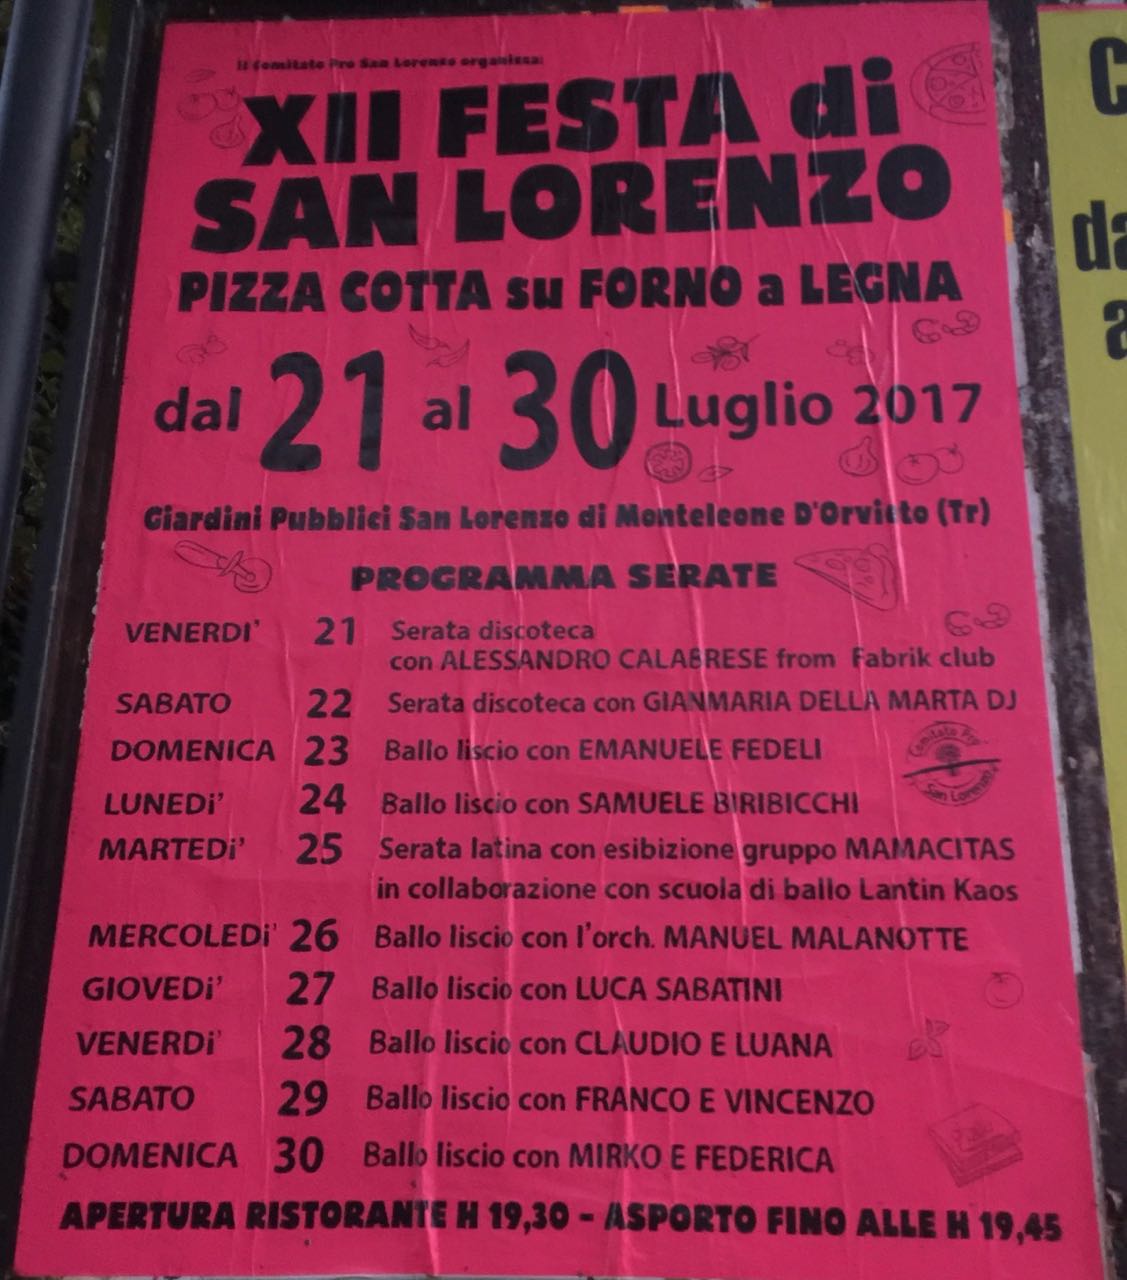 Il Comitato Pro San Lorenzo organizza:
XII FESTA di
SAN LORENZO
PIZZA COTTA su FORNO a LEGNA
dal 21 al 30 Luglio 2017
Giardini Pubblici San Lorenzo di Monteleone D'Orvieto (Tr)
PROGRAMMA SERATE
VENERDI' 21 Serata discoteca
con ALESSANDRO CALABRESE from Fabrik club
SABATO 22 Serata discoteca con GIANMARIA DELLA MARTA DJ
DOMENICA 23 Ballo liscio con EMANUELE FEDELI
Comitato Pro
San Lorenzo
LUNEDi' 24 Ballo liscio con SAMUELE BIRIBICCHI
MARTEDi' 25 Serata latina con esibizione gruppo MAMACITAS
in collaborazione con scuola di ballo Lantin Kaos
MERCOLEDi' 26 Ballo liscio con l'orch. MANUEL MALANOTTE
GIOVEDi' 27 Ballo liscio con LUCA SABATINI
VENERDi' 28 Ballo liscio con CLAUDIO E LUANA
SABATO 29 Ballo liscio con FRANCO E VINCENZO
DOMENICA 30 Ballo liscio con MIRKO E FEDERICA
APERTURA RISTORANTE H 19,30 - ASPORTO FINO ALLE H 19,45
C
da
a